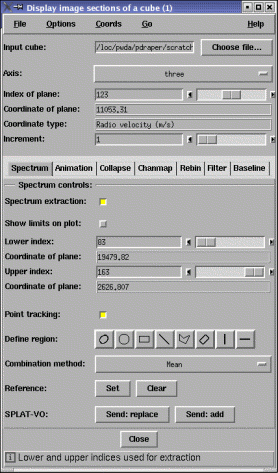 Display image sections of a cube (1)
File Options Coords Go Help
Input cube: /loc/pwda/pdraper/scratch Choose file...
Axis: three
Index of plane: 123
Coordinate of plane: 11053.31
Coordinate type: Radio velocity (m/s)
Increment: 1
Spectrum Animation Collapse Chanmap Rebin Filter Baseline
Spectrum controls:
Spectrum extraction:
Show limits on plot:
Lower index: 83
Coordinate of plane: 19479.82
Upper index: 163
Coordinate of plane: 2626.807
Point tracking:
Define region:
Combination method: Mean
Reference: Set Clear
SPLAT-VO: Send: replace Send: add
Close
Lower and upper indices used for extraction